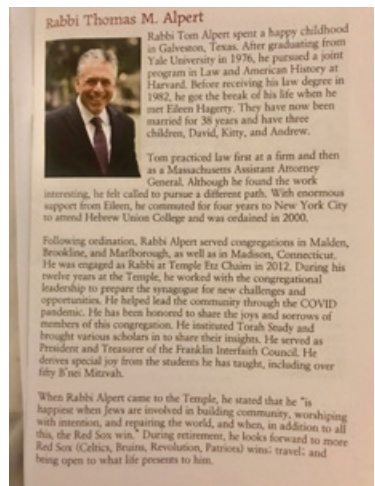 Rabbi Thomas M. Alpert
Rabbi Tom Alpert spent a happy childhood
in Galveston, Texas. After graduating from
Yale University in 1976, he pursued a joint
program in Law and American History at
Harvard. Before receiving his law degree in
1982, he got the break of his life when he
met Eileen Hagerty. They have now been
married for 38 years and have three
children, David, Kitty, and Andrew.
Tom practiced law first at a firm and then
as a Massachusetts Assistant Attorney
General. Although he found the work
interesting, he felt called to pursue a different path. With enormous
support from Eileen, he commuted for four years to New York City
to attend Hebrew Union College and was ordained in 2000.
Following ordination, Rabbi Alpert served congregations in Malden,
Brookline, and Marlborough, as well as in Madison, Connecticut.
He was engaged as Rabbi at Temple Etz Chaim in 2012. During his
twelve years at the Temple, he worked with the congregational
leadership to prepare the synagogue for new challenges and
opportunities. He helped lead the community through the COVID
pandemic. He has been honored to share the joys and sorrows of
members of this congregation. He instituted Torah Study and
brought various scholars in to share their insights. He served as
President and Treasurer of the Franklin Interfaith Council. He
derives special joy from the students he has taught, including over
fifty B'nei Mitzvah.
When Rabbi Alpert came to the Temple, he stated that he "is
happiest when Jews are involved in building community, worshiping
with intention, and repairing the world, and when, in addition to all
this, the Red Sox win." During retirement, he looks forward to more
Red Sox (Celtics, Bruins, Revolution, Patriots) wins; travel; and
being open to what life presents to him.